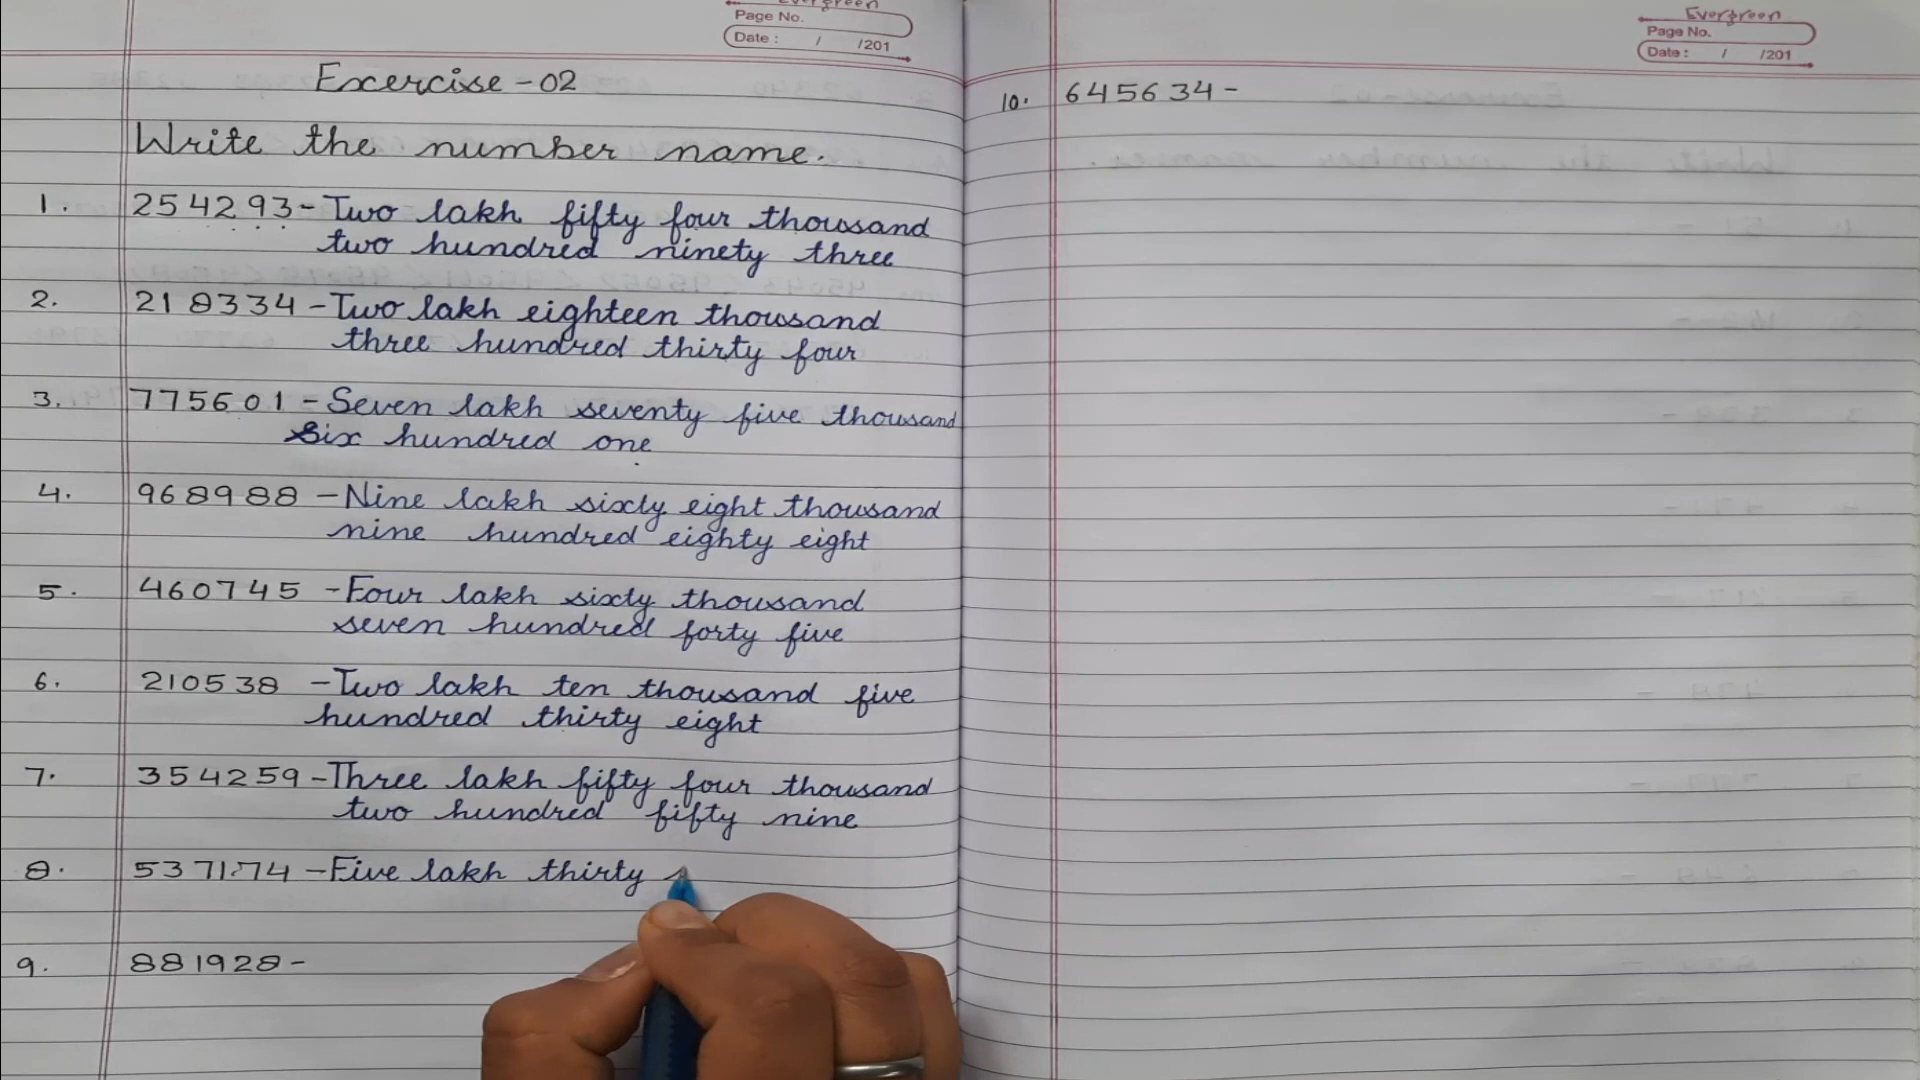 Evergreen
Page No.
Date : / /201
Excercise-02
Write the number name.
1. 254293-Two lakh fifty four thousand
two hundred ninety three
2. 218334-Two lakh eighteen thousand
three hundred thirty four
3. 775601-Seven lakh seventy five thousand
six hundred one
4. 968988-Nine lakh sixty eight thousand
nine hundred eighty eight
5. 460745-Four lakh sixty thousand
seven hundred forty five
6. 210538-Two lakh ten thousand five
hundred thirty eight
7. 354259-Three lakh fifty four thousand
two hundred fifty nine
8. 537174-Five lakh thirty
9. 881928-
Evergreen
Page No.
Date : / /201
10. 645634-